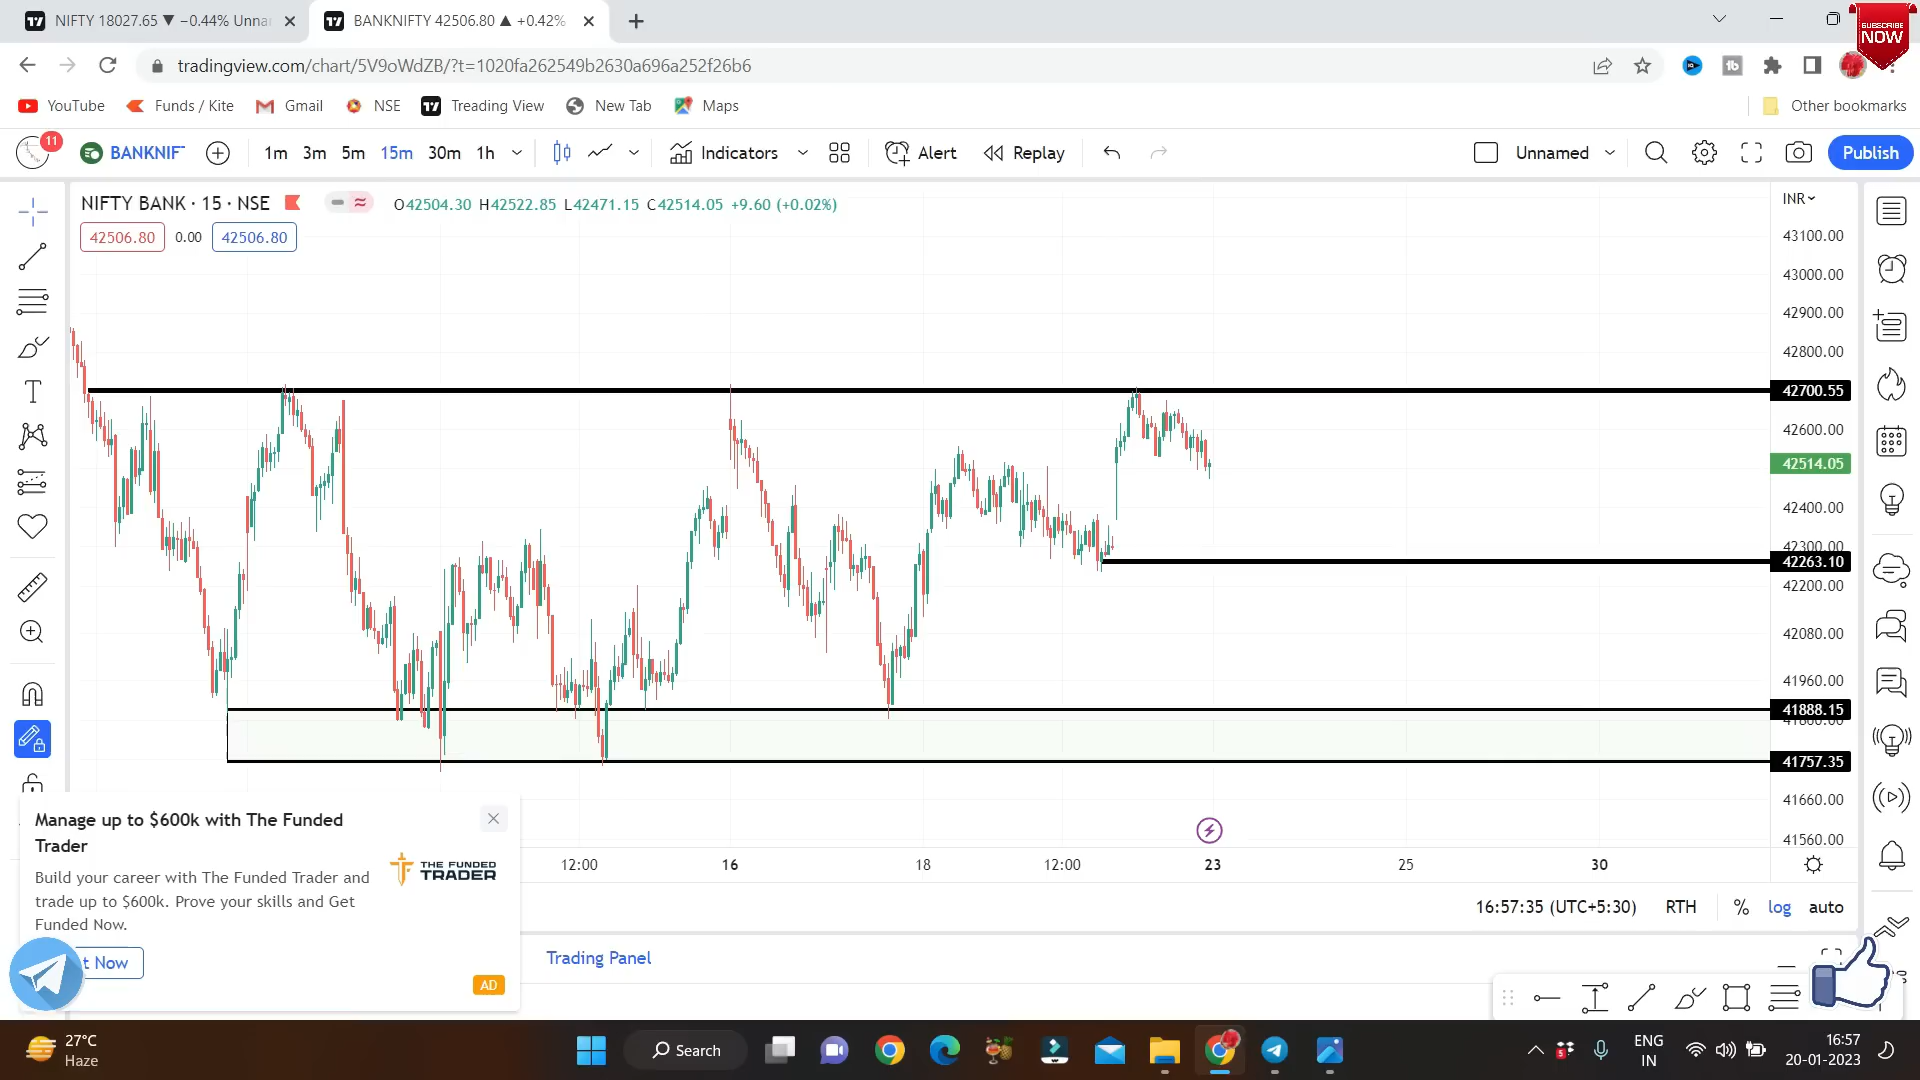 NIFTY 18027.65 ▼ −0.44% Unna
BANKNIFTY 42506.80 ▲ +0.42%
SUBSCRIBE
NOW
tradingview.com/chart/5V9oWdZB/?t=1020fa262549b2630a696a252f26b6
YouTube Funds / Kite Gmail NSE Treading View New Tab Maps Other bookmarks
11 BANKNIF 1m 3m 5m 15m 30m 1h Indicators Alert Replay Unnamed Publish
NIFTY BANK · 15 · NSE O42504.30 H42522.85 L42471.15 C42514.05 +9.60 (+0.02%)
INR
42506.80 0.00 42506.80
43100.00
43000.00
42900.00
42800.00
42700.55
42600.00
42514.05
42400.00
42300.00
42263.10
42200.00
42080.00
41960.00
41888.15
41800.00
41757.35
41660.00
41560.00
12:00 16 18 12:00 23 25 30
Manage up to $600k with The Funded
Trader
Build your career with The Funded Trader and
trade up to $600k. Prove your skills and Get
Funded Now.
THE FUNDED
TRADER
t Now
AD
16:57:35 (UTC+5:30) RTH % log auto
Trading Panel
27°C
Haze
Search
ENG
IN
16:57
20-01-2023